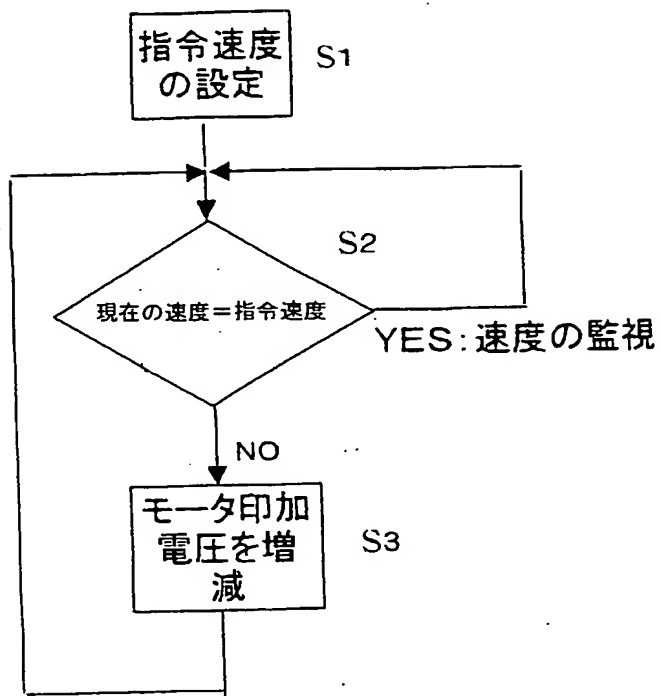 指令速度
の設定
S1
S2
現在の速度＝指令速度
YES:速度の監視
NO
モータ印加
電圧を増
減
S3